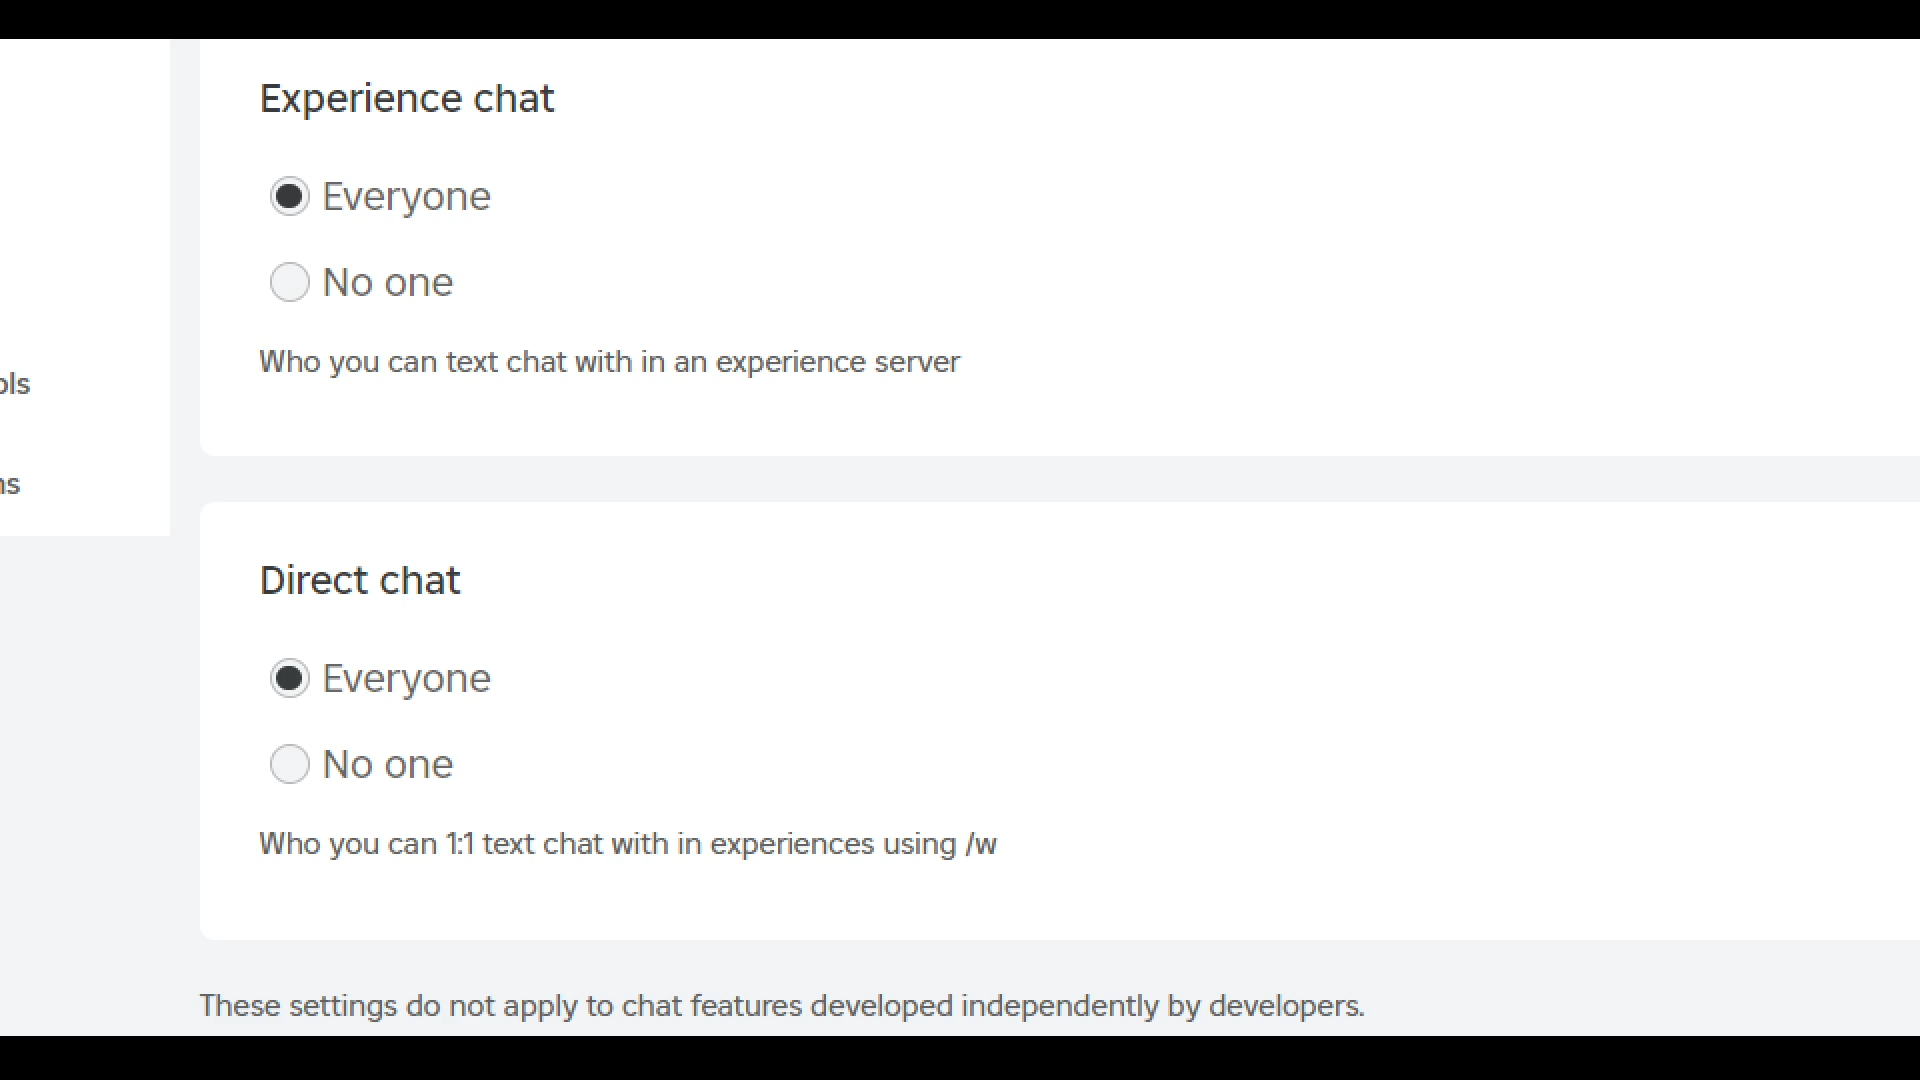 Experience chat
Everyone
No one
Who you can text chat with in an experience server
ols
ns
Direct chat
Everyone
No one
Who you can 1:1 text chat with in experiences using /w
These settings do not apply to chat features developed independently by developers.